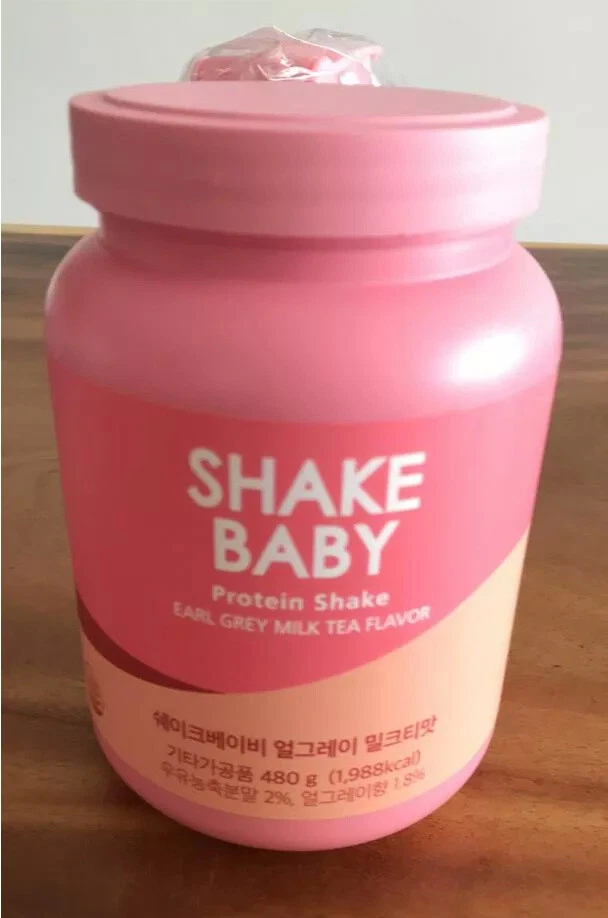 SHAKE
BABY
Protein Shake
EARL GREY MILK TEA FLAVOR
쉐이크베이비 얼그레이 밀크티맛
기타가공품 480 g (1,988kcal)
우유농축분말 2%, 얼그레이향 1.8%